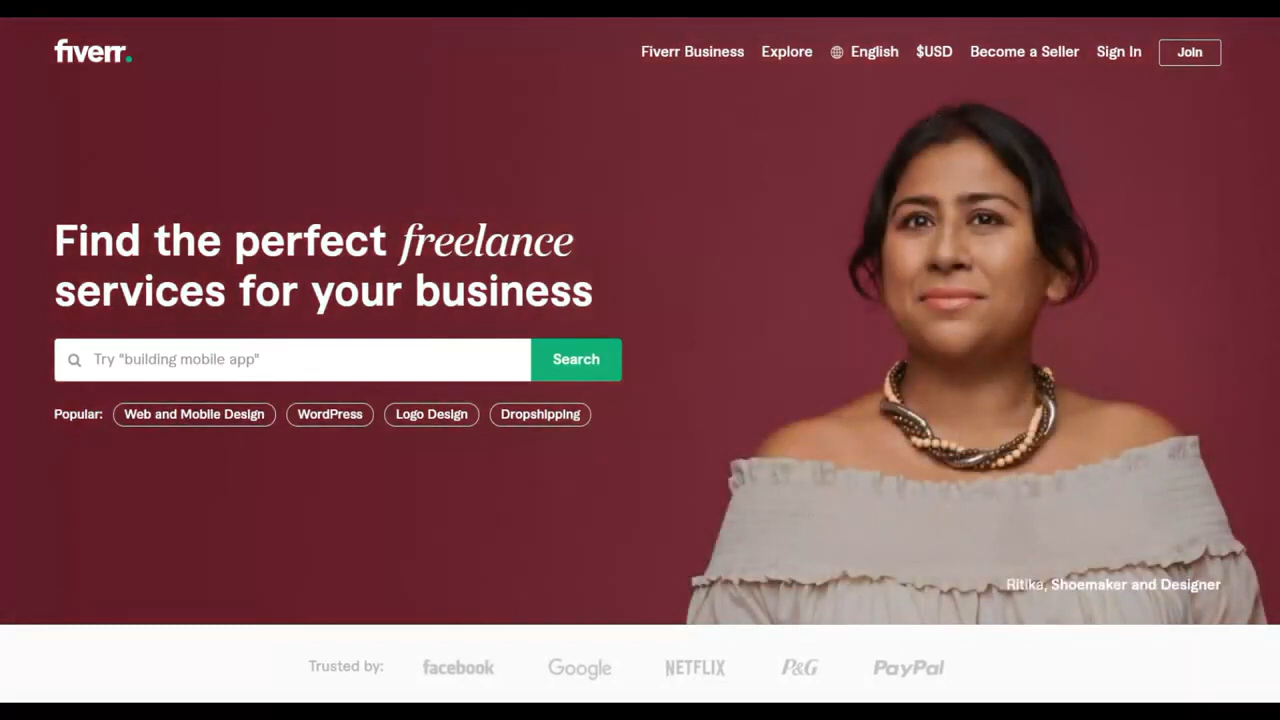 fiverr.
Fiverr Business Explore English $USD Become a Seller Sign In Join
Find the perfect freelance
services for your business
Try "building mobile app" Search
Popular: Web and Mobile Design WordPress Logo Design Dropshipping
Ritika, Shoemaker and Designer
Trusted by: facebook Google NETFLIX P&G PayPal